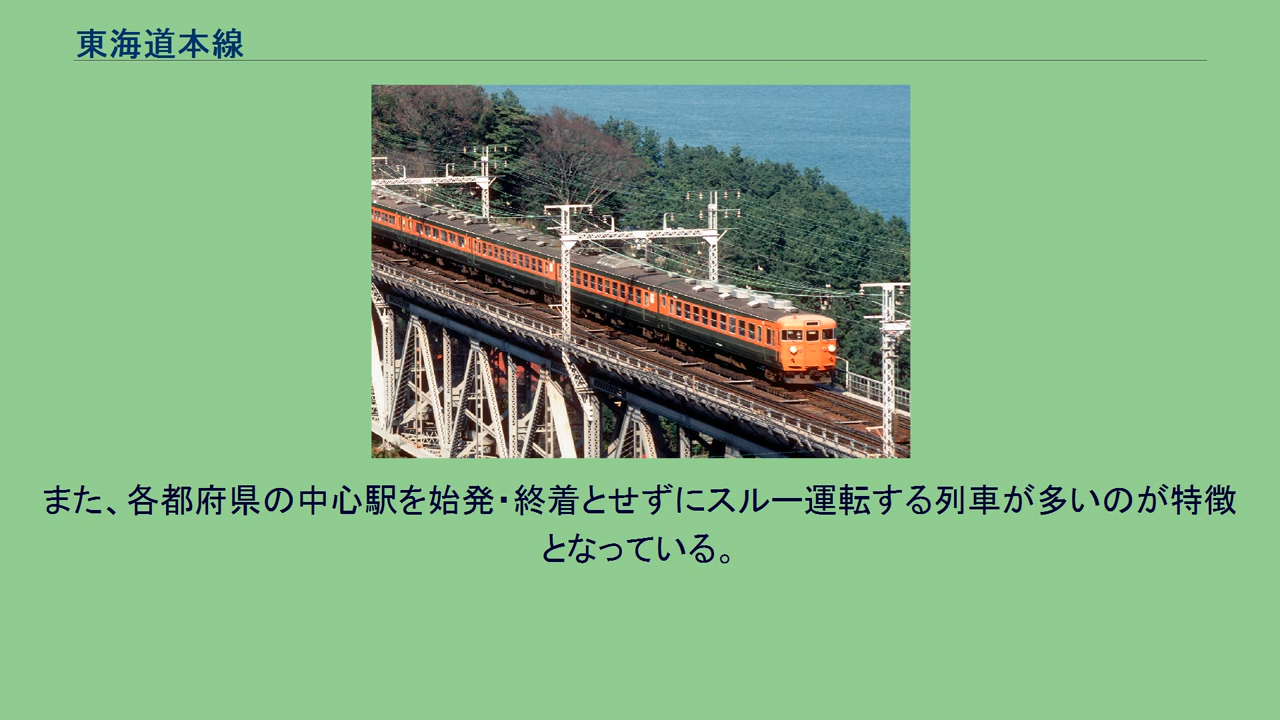 東海道本線
また、各都府県の中心駅を始発・終着とせずにスルー運転する列車が多いのが特徴
となっている。